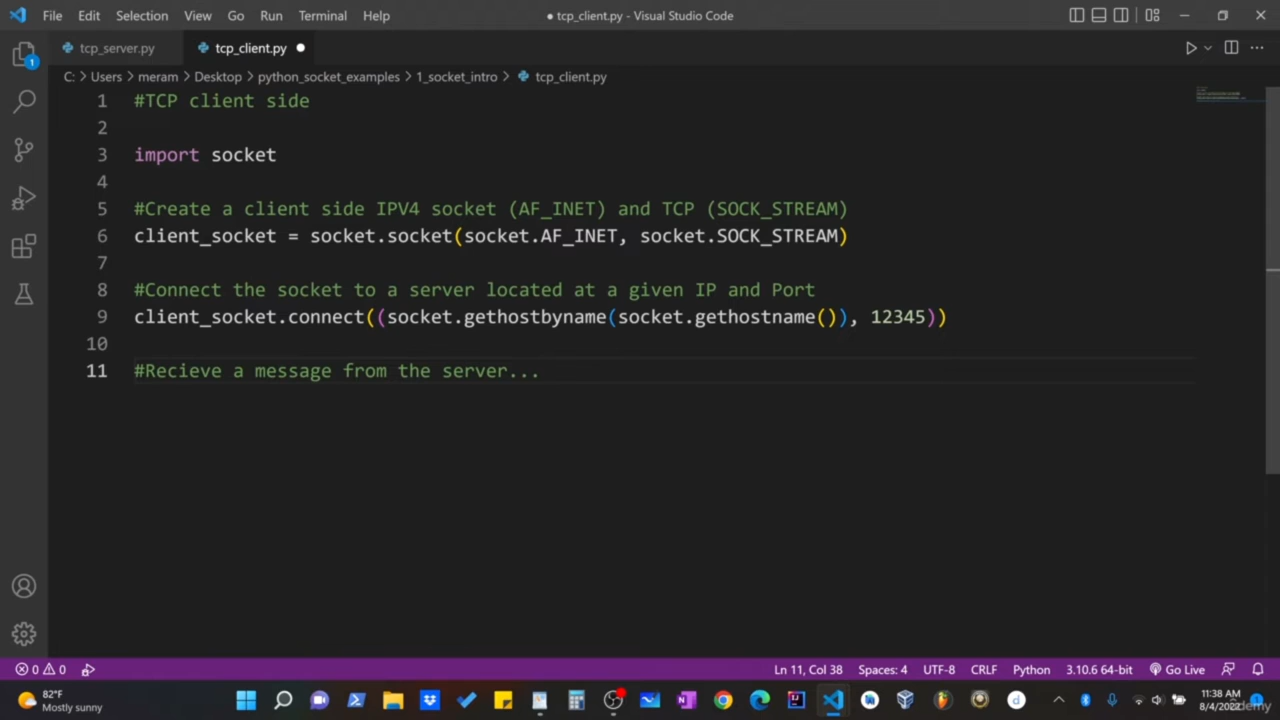 File Edit Selection View Go Run Terminal Help ● tcp_client.py - Visual Studio Code
tcp_server.py tcp_client.py ●
C: > Users > meram > Desktop > python_socket_examples > 1_socket_intro > tcp_client.py
1 #TCP client side
2
3 import socket
4
5 #Create a client side IPV4 socket (AF_INET) and TCP (SOCK_STREAM)
6 client_socket = socket.socket(socket.AF_INET, socket.SOCK_STREAM)
7
8 #Connect the socket to a server located at a given IP and Port
9 client_socket.connect((socket.gethostbyname(socket.gethostname()), 12345))
10
11 #Recieve a message from the server...
1
0 0 Ln 11, Col 38 Spaces: 4 UTF-8 CRLF Python 3.10.6 64-bit Go Live
82°F
Mostly sunny
11:38 AM
8/4/2022